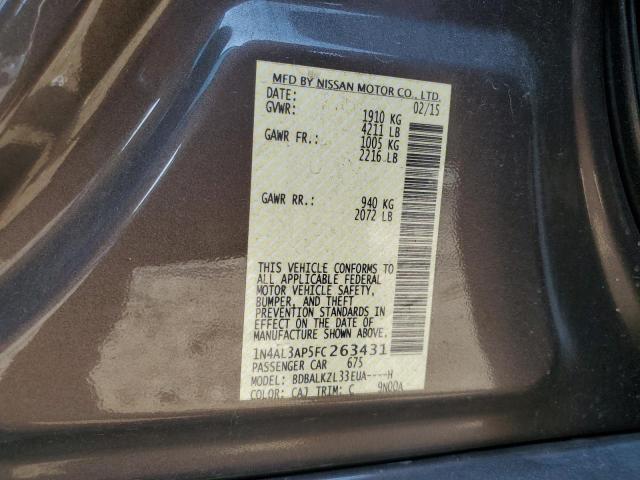 MFD BY NISSAN MOTOR CO., LTD.
DATE: 02/15
GVWR: 1910 KG
4211 LB
GAWR FR.: 1005 KG
2216 LB
GAWR RR.: 940 KG
2072 LB
THIS VEHICLE CONFORMS TO
ALL APPLICABLE FEDERAL
MOTOR VEHICLE SAFETY,
BUMPER, AND THEFT
PREVENTION STANDARDS
IN EFFECT ON THE DATE OF
MANUFACTURE SHOWN ABOVE.
1N4AL3AP5FC263431
PASSENGER CAR 675
MODEL: BDBALKZL33EUA----H
COLOR: CAJ TRIM: C 9N00A